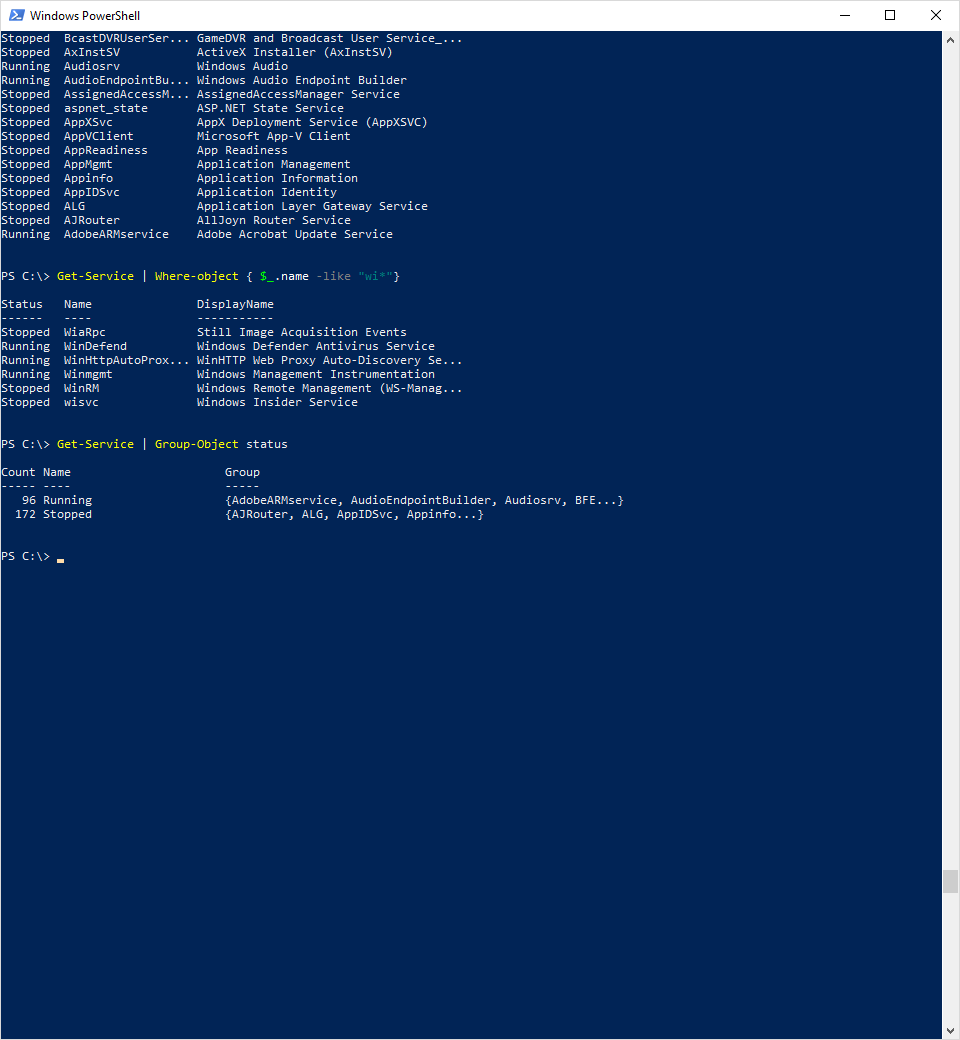 Windows PowerShell
Stopped  BcastDVRUserSer... GameDVR and Broadcast User Service_...
Stopped  AxInstSV           ActiveX Installer (AxInstSV)
Running  Audiosrv           Windows Audio
Running  AudioEndpointBu... Windows Audio Endpoint Builder
Stopped  AssignedAccessM... AssignedAccessManager Service
Stopped  aspnet_state       ASP.NET State Service
Stopped  AppXSvc            AppX Deployment Service (AppXSVC)
Stopped  AppVClient         Microsoft App-V Client
Stopped  AppReadiness       App Readiness
Stopped  AppMgmt            Application Management
Stopped  Appinfo            Application Information
Stopped  AppIDSvc           Application Identity
Stopped  ALG                Application Layer Gateway Service
Stopped  AJRouter           AllJoyn Router Service
Running  AdobeARMservice    Adobe Acrobat Update Service
PS C:\> Get-Service | Where-object { $_.name -like "wi*"}
Status   Name               DisplayName
------   ----               -----------
Stopped  WiaRpc             Still Image Acquisition Events
Running  WinDefend          Windows Defender Antivirus Service
Running  WinHttpAutoProx... WinHTTP Web Proxy Auto-Discovery Se...
Running  Winmgmt            Windows Management Instrumentation
Stopped  WinRM              Windows Remote Management (WS-Manag...
Stopped  wisvc              Windows Insider Service
PS C:\> Get-Service | Group-Object status
Count Name                      Group
----- ----                      -----
   96 Running                   {AdobeARMservice, AudioEndpointBuilder, Audiosrv, BFE...}
  172 Stopped                   {AJRouter, ALG, AppIDSvc, Appinfo...}
PS C:\>